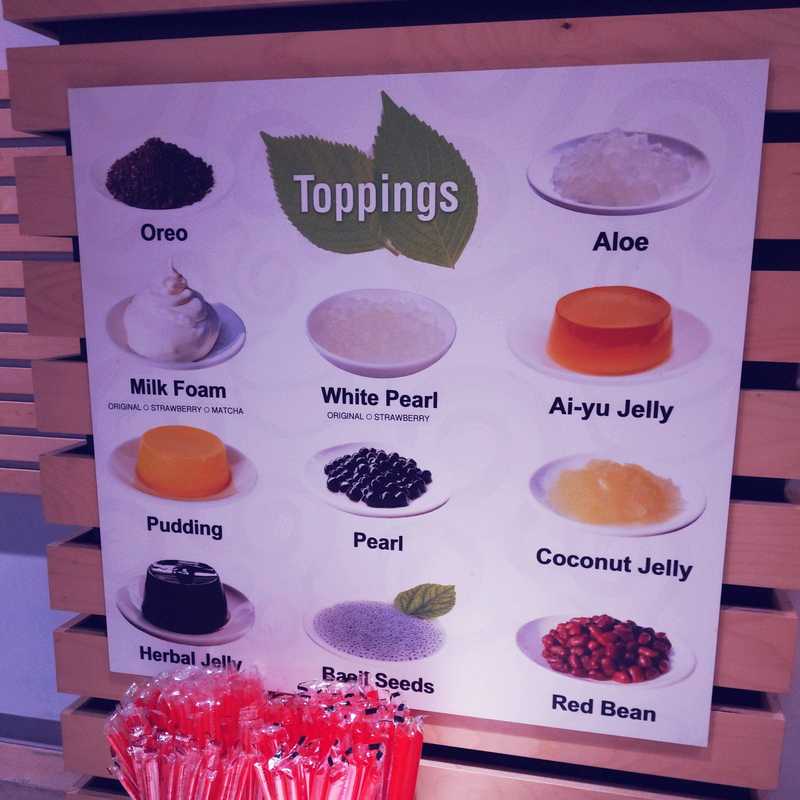 Toppings
Oreo
Aloe
Milk Foam
ORIGINAL ○ STRAWBERRY ○ MATCHA
White Pearl
ORIGINAL ○ STRAWBERRY
Ai-yu Jelly
Pudding
Pearl
Coconut Jelly
Herbal Jelly
Basil Seeds
Red Bean